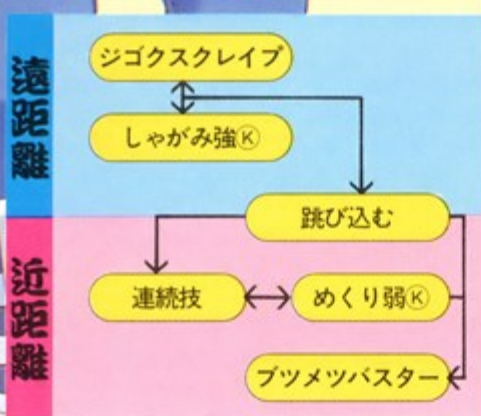 遠距離
ジゴクスクレイプ
しゃがみ強Ⓚ
跳び込む
近距離
連続技
めくり弱Ⓚ
ブツメツバスター